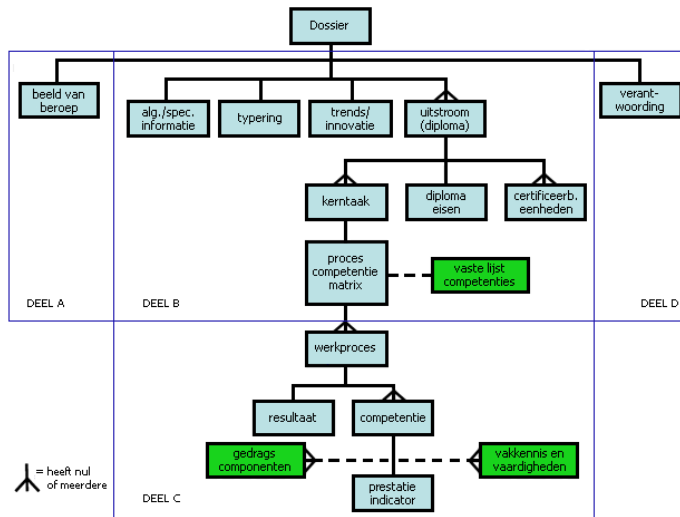 Dossier
beeld van
beroep
alg./spec.
informatie
typering
trends/
innovatie
uitstroom
(diploma)
verant-
woording
kerntaak
diploma
eisen
certificeerb.
eenheden
proces
competentie
matrix
vaste lijst
competenties
DEEL A
DEEL B
DEEL D
werkproces
resultaat
competentie
gedrags
componenten
vakkennis en
vaardigheden
= heeft nul
of meerdere
prestatie
indicator
DEEL C